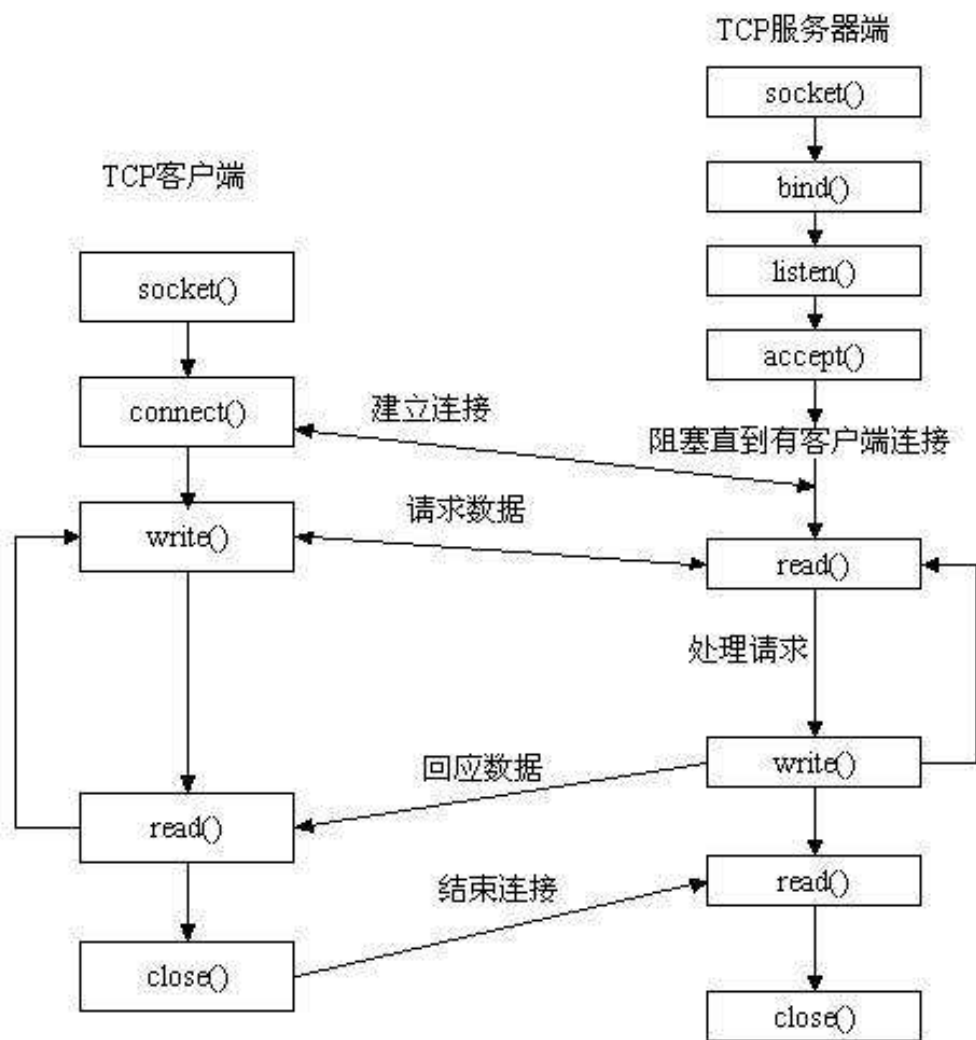 TCP服务器端
socket()
bind()
TCP客户端
listen()
socket()
accept()
connect()
建立连接
阻塞直到有客户端连接
请求数据
write()
read()
处理请求
回应数据
write()
read()
结束连接
read()
close()
close()